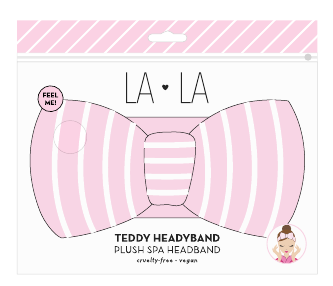 FEEL
ME!
LA ♥ LA
TEDDY HEADYBAND
PLUSH SPA HEADBAND
cruelty-free - vegan